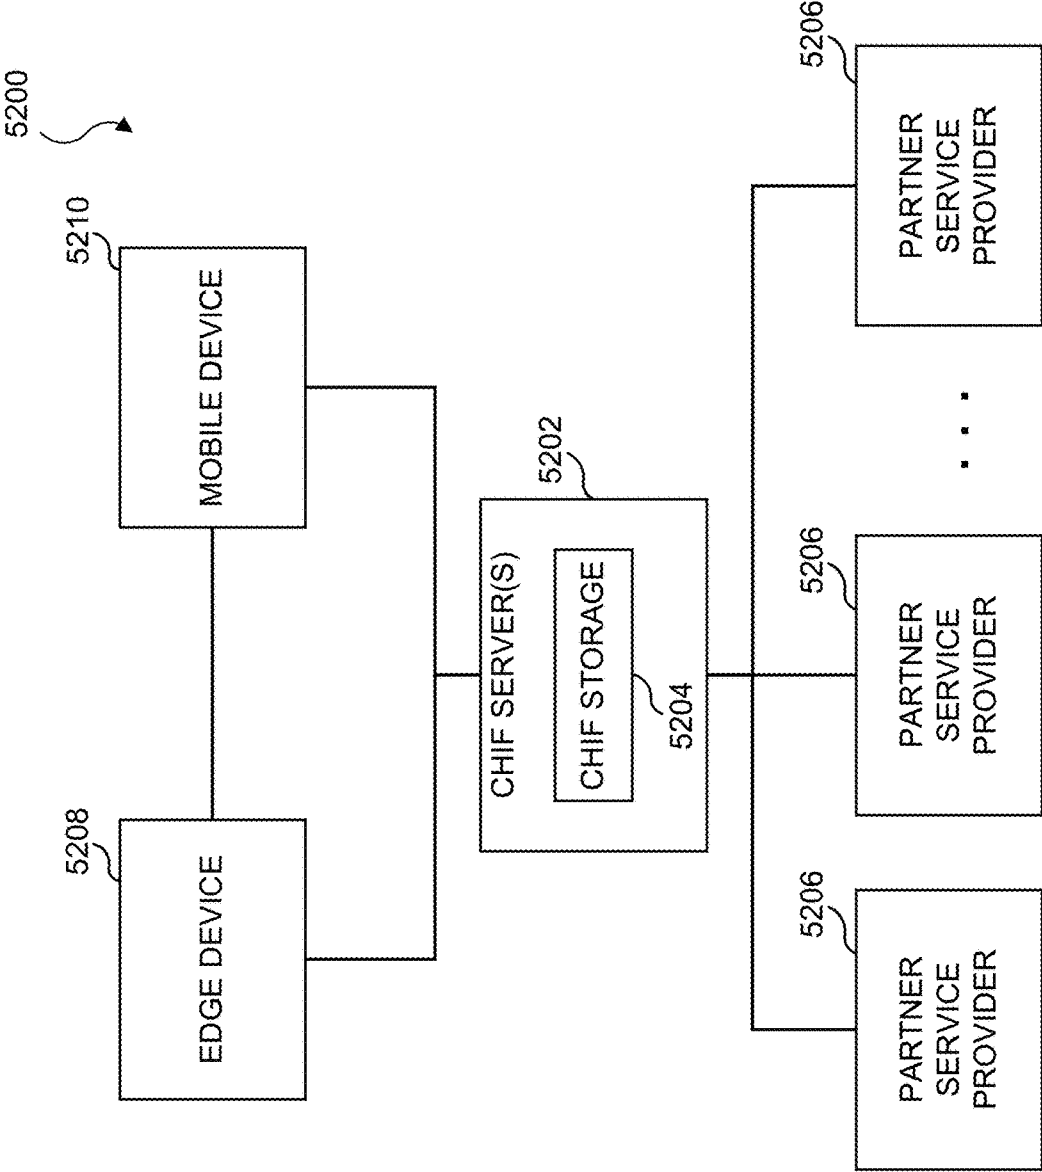 5200
5208
EDGE DEVICE
5210
MOBILE DEVICE
5202
CHIF SERVER(S)
CHIF STORAGE
5204
5206
PARTNER
SERVICE
PROVIDER
5206
PARTNER
SERVICE
PROVIDER
. . .
5206
PARTNER
SERVICE
PROVIDER